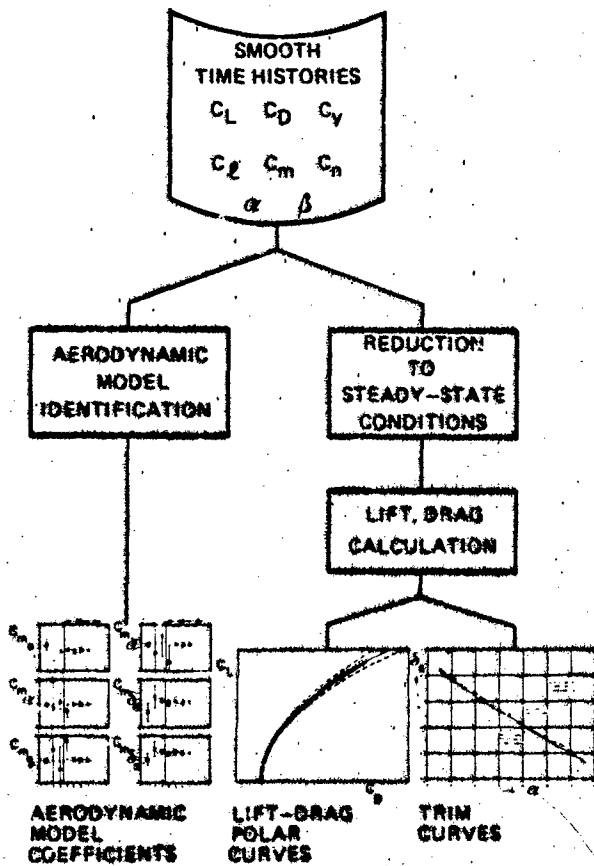 SMOOTH
TIME HISTORIES
C_L C_D C_y
C_ℓ C_m C_n
α β
AERODYNAMIC
MODEL
IDENTIFICATION
REDUCTION
TO
STEADY-STATE
CONDITIONS
LIFT, DRAG
CALCULATION
C_L
C_D
α
AERODYNAMIC
MODEL
COEFFICIENTS
LIFT-DRAG
POLAR
CURVES
TRIM
CURVES